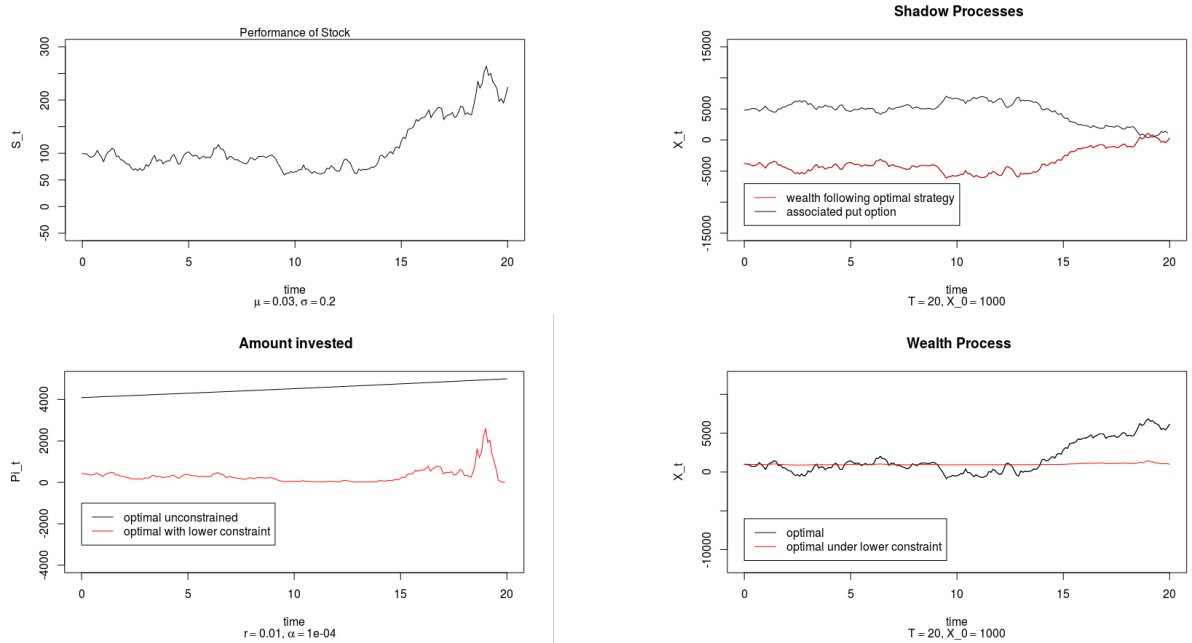 Performance of Stock
S_t
300
200
150
100
50
0
-50
0 5 10 15 20
time
μ = 0.03, σ = 0.2
Shadow Processes
X_t
15000
5000
0
-5000
-15000
wealth following optimal strategy
associated put option
0 5 10 15 20
time
T = 20, X_0 = 1000
Amount invested
Pi_t
4000
2000
0
-2000
-4000
optimal unconstrained
optimal with lower constraint
0 5 10 15 20
time
r = 0.01, α = 1e-04
Wealth Process
X_t
5000
0
-10000
optimal
optimal under lower constraint
0 5 10 15 20
time
T = 20, X_0 = 1000